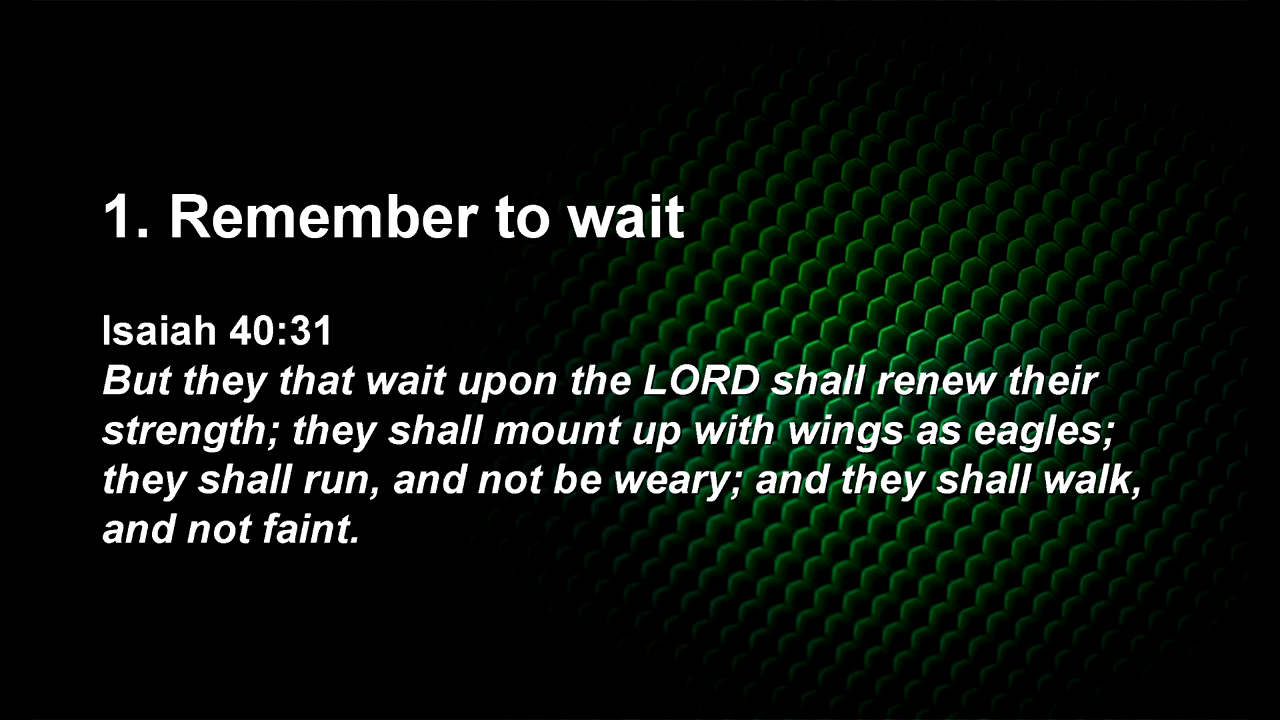 1. Remember to wait
Isaiah 40:31
But they that wait upon the LORD shall renew their
strength; they shall mount up with wings as eagles;
they shall run, and not be weary; and they shall walk,
and not faint.